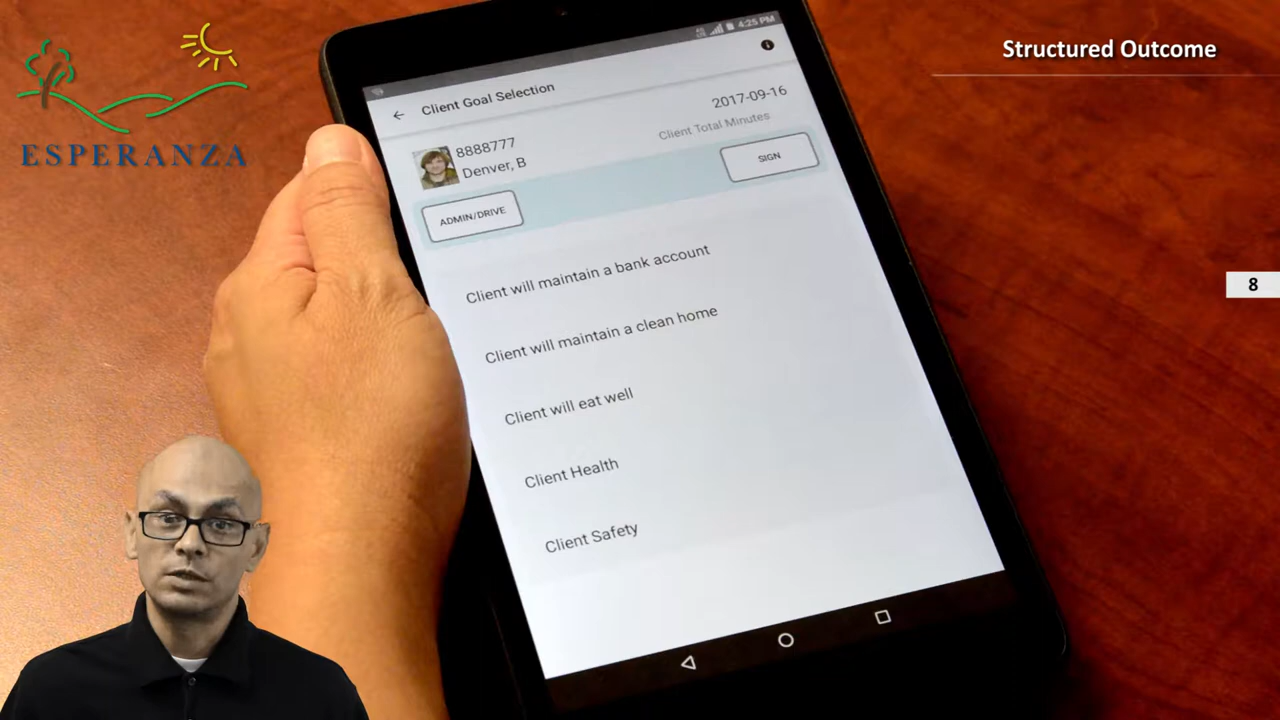 ESPERANZA
Structured Outcome
8
4:25 PM
Client Goal Selection
2017-09-16
8888777
Client Total Minutes
Denver, B
SIGN
ADMIN/DRIVE
Client will maintain a bank account
Client will maintain a clean home
Client will eat well
Client Health
Client Safety